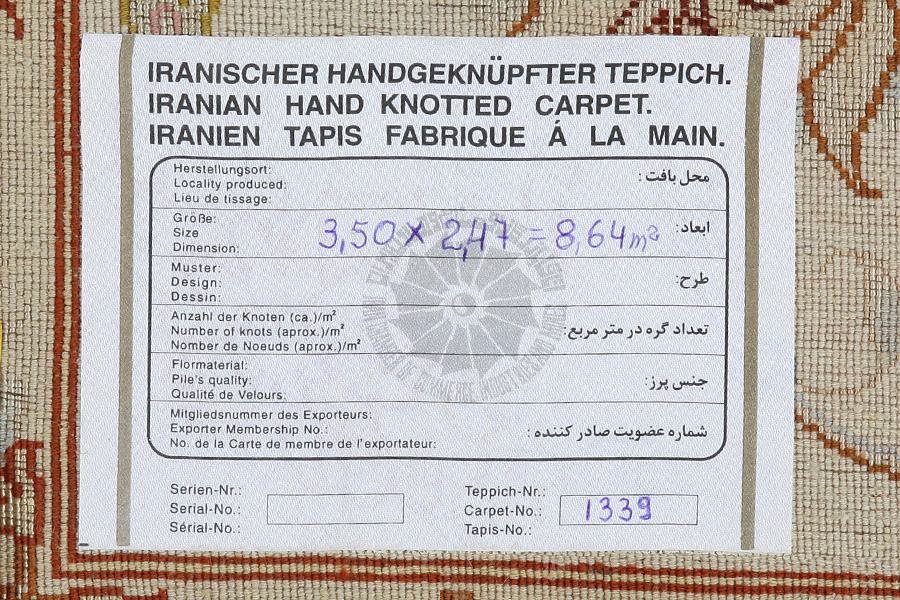 IRANISCHER HANDGEKNÜPFTER TEPPICH.
IRANIAN HAND KNOTTED CARPET.
IRANIEN TAPIS FABRIQUE Á LA MAIN.
Herstellungsort:
Locality produced:
Lieu de tissage:
محل بافت :
Größe:
Size
Dimension:
3,50 x 2,47 = 8,64 m²
ابعاد:
Muster:
Design:
Dessin:
طرح:
Anzahl der Knoten (ca.)/m²
Number of knots (aprox.)/m²
Nomber de Noeuds (aprox.)/m²
تعداد گره در متر مربع:
Flormaterial:
Pile's quality:
Qualité de Velours:
جنس پرز:
Mitgliedsnummer des Exporteurs:
Exporter Membership No.:
No. de la Carte de membre de l'exportateur:
شماره عضویت صادر کننده :
Serien-Nr.:
Serial-No.:
Sérial-No.:
Teppich-Nr.:
Carpet-No.:
Tapis-No.:
1339